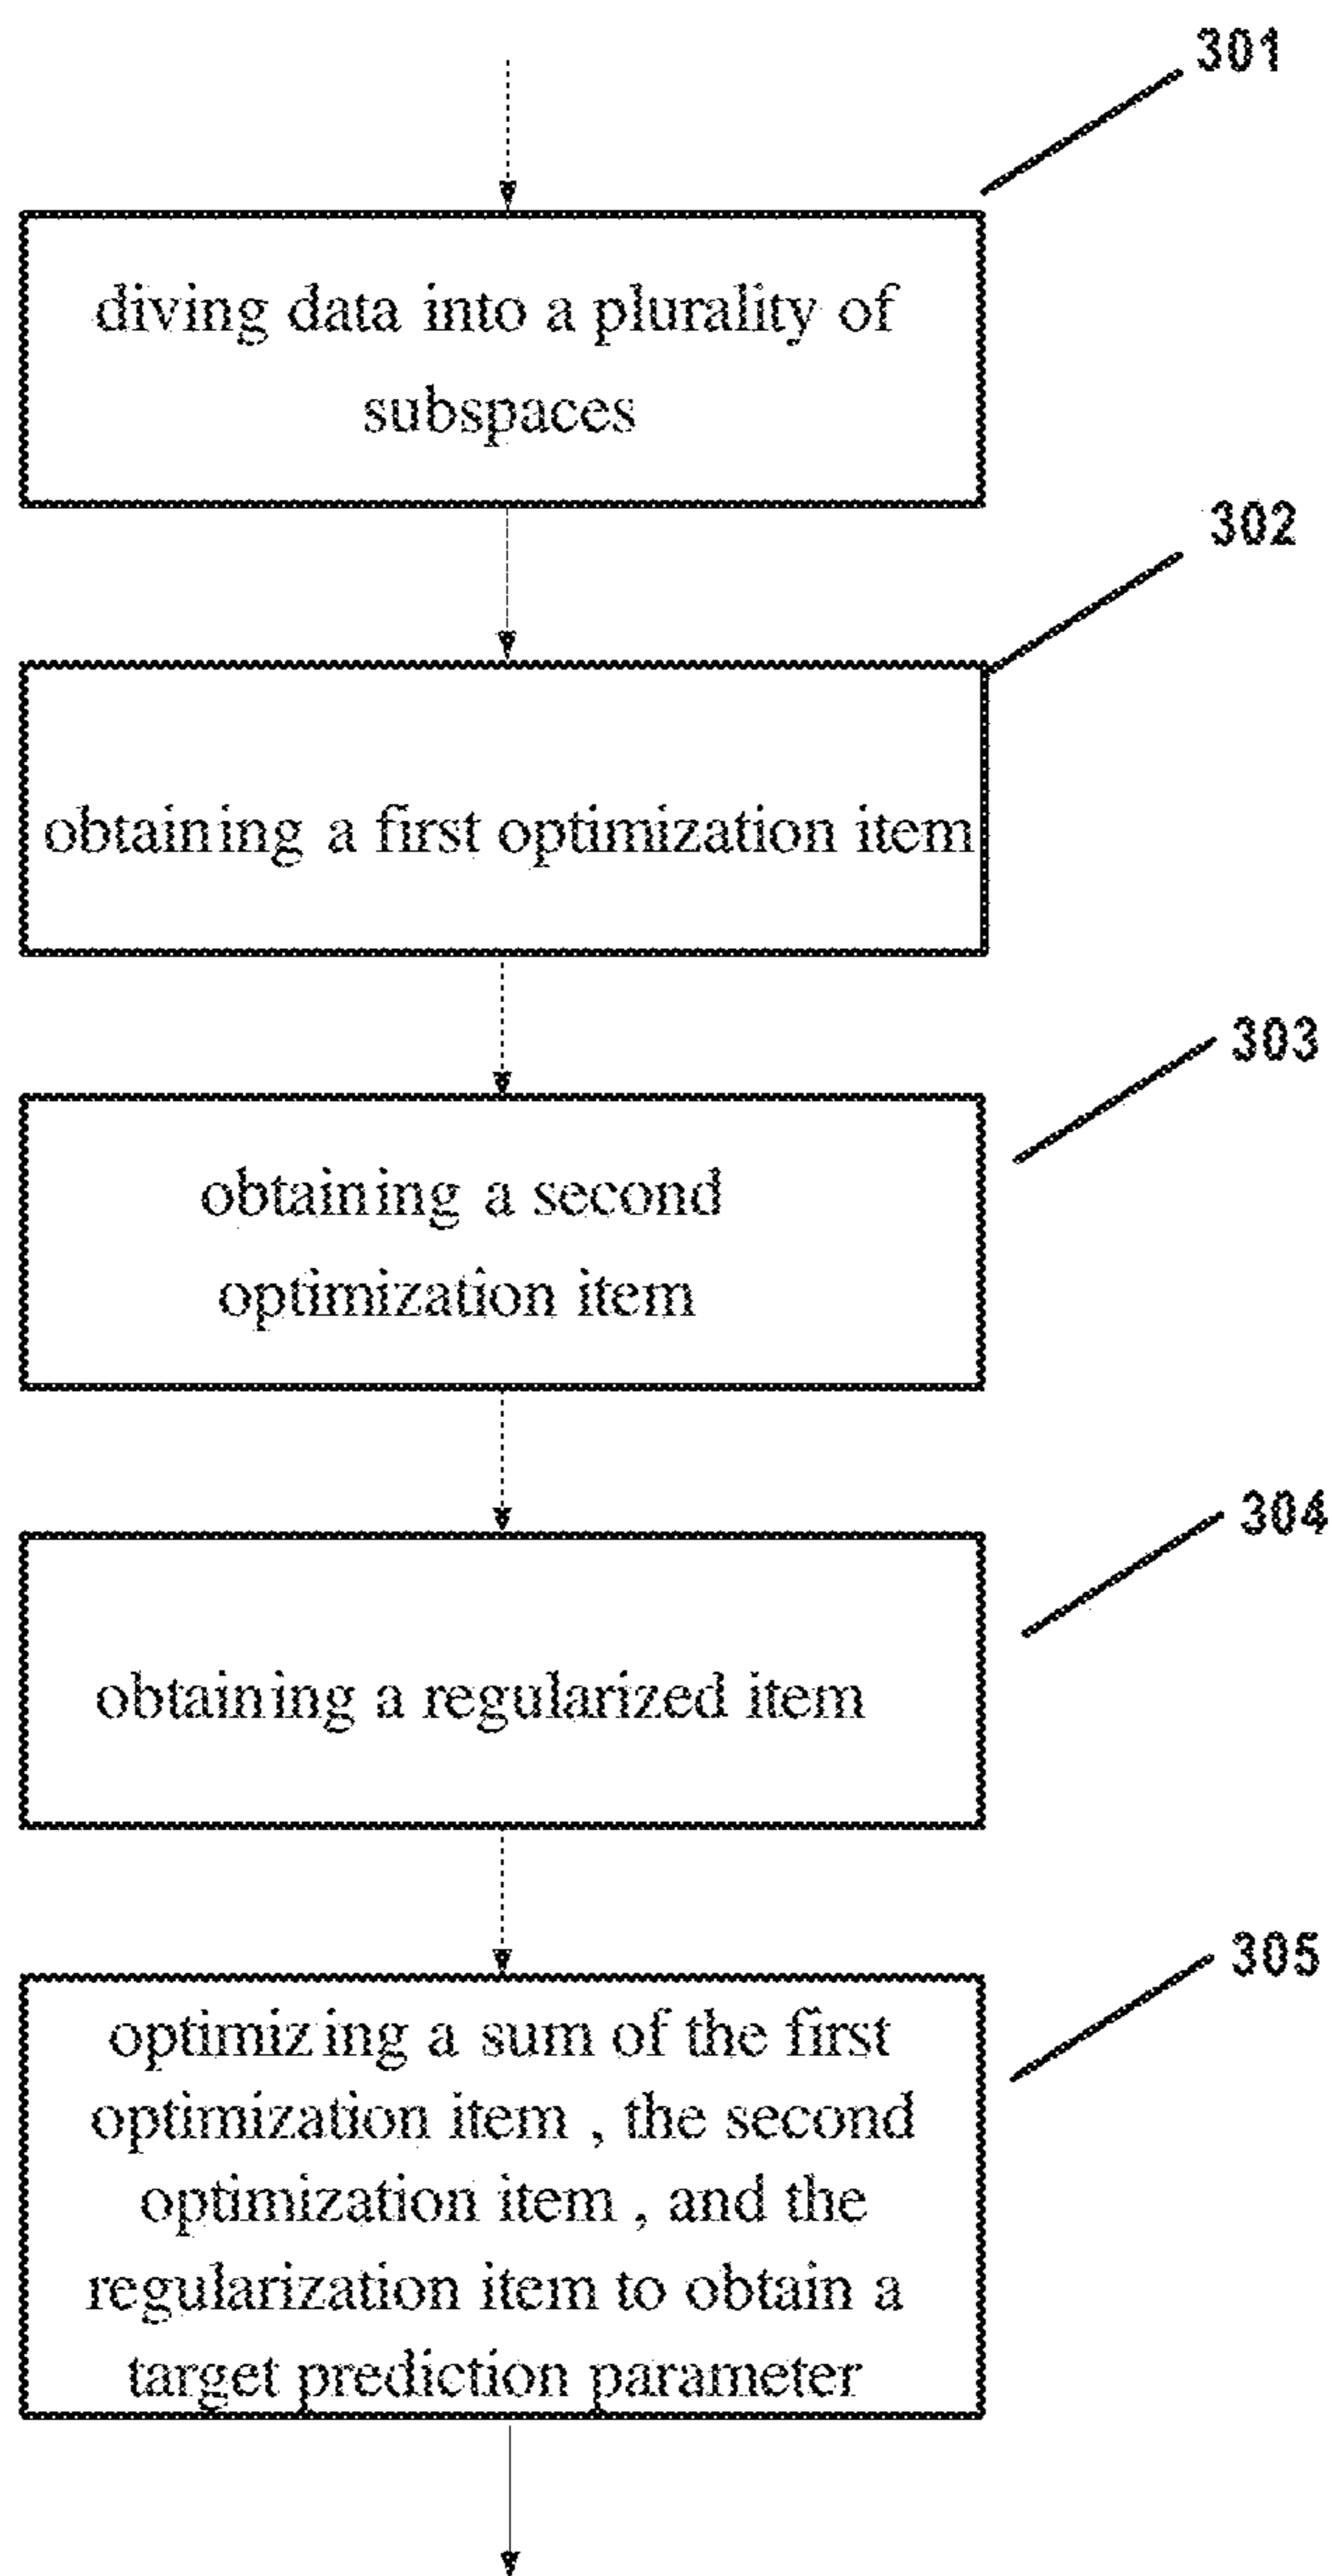 301
diving data into a plurality of
subspaces
302
obtaining a first optimization item
303
obtaining a second
optimization item
304
obtaining a regularized item
305
optimizing a sum of the first
optimization item , the second
optimization item , and the
regularization item to obtain a
target prediction parameter